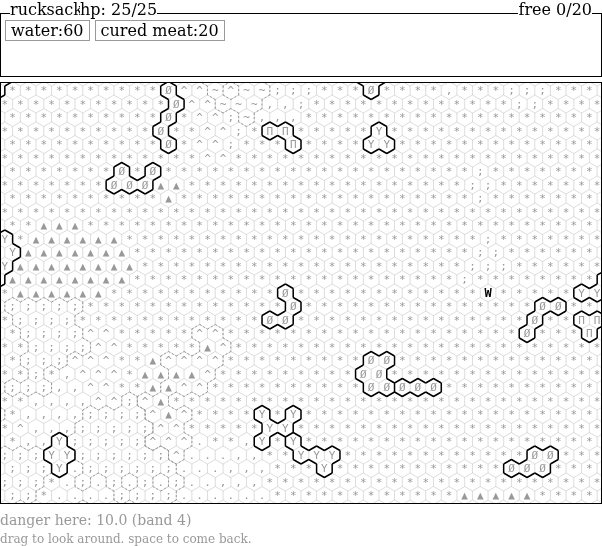 rucksack hp: 25/25 free 0/20
water:60 cured meat:20
W
danger here: 10.0 (band 4)
drag to look around. space to come back.